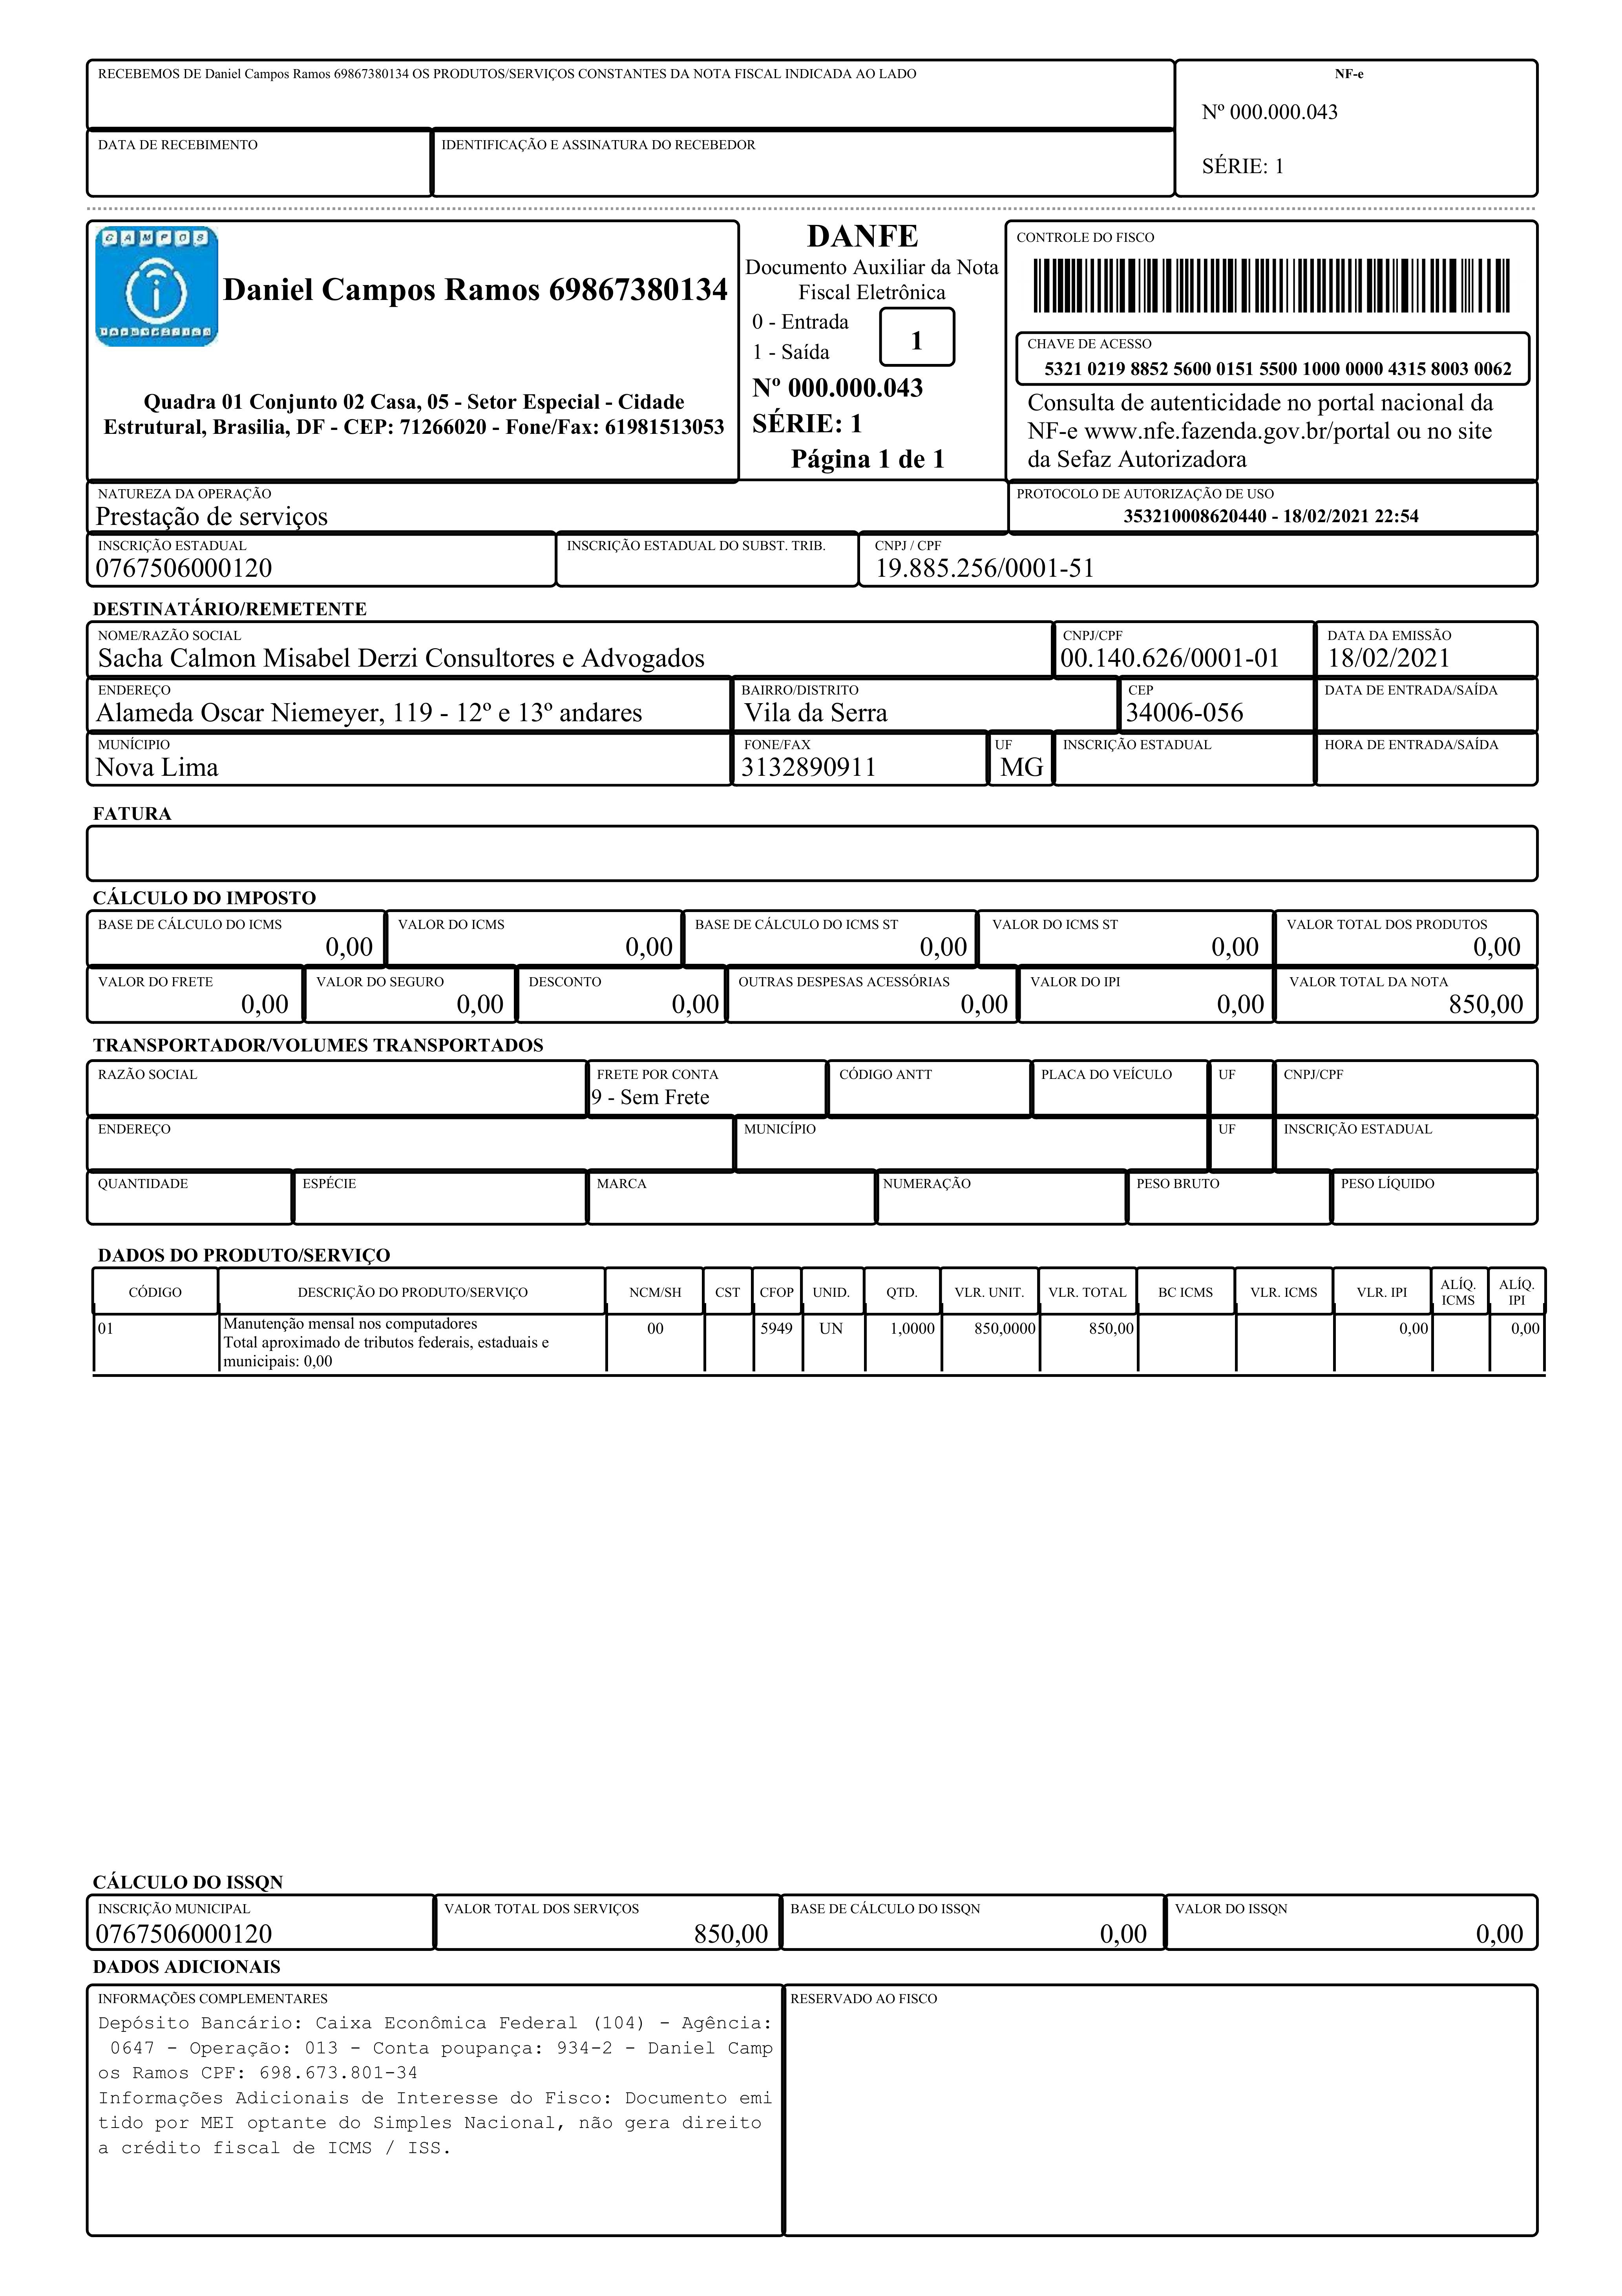 RECEBEMOS DE Daniel Campos Ramos 69867380134 OS PRODUTOS/SERVIÇOS CONSTANTES DA NOTA FISCAL INDICADA AO LADO
NF-e
Nº 000.000.043
SÉRIE: 1
DATA DE RECEBIMENTO
IDENTIFICAÇÃO E ASSINATURA DO RECEBEDOR
CAMPOS
Daniel Campos Ramos 69867380134
Quadra 01 Conjunto 02 Casa, 05 - Setor Especial - Cidade
Estrutural, Brasilia, DF - CEP: 71266020 - Fone/Fax: 61981513053
DANFE
Documento Auxiliar da Nota
Fiscal Eletrônica
0 - Entrada
1 - Saída
1
Nº 000.000.043
SÉRIE: 1
Página 1 de 1
CONTROLE DO FISCO
CHAVE DE ACESSO
5321 0219 8852 5600 0151 5500 1000 0000 4315 8003 0062
Consulta de autenticidade no portal nacional da
NF-e www.nfe.fazenda.gov.br/portal ou no site
da Sefaz Autorizadora
NATUREZA DA OPERAÇÃO
Prestação de serviços
PROTOCOLO DE AUTORIZAÇÃO DE USO
353210008620440 - 18/02/2021 22:54
INSCRIÇÃO ESTADUAL
0767506000120
INSCRIÇÃO ESTADUAL DO SUBST. TRIB.
CNPJ / CPF
19.885.256/0001-51
DESTINATÁRIO/REMETENTE
NOME/RAZÃO SOCIAL
Sacha Calmon Misabel Derzi Consultores e Advogados
CNPJ/CPF
00.140.626/0001-01
DATA DA EMISSÃO
18/02/2021
ENDEREÇO
Alameda Oscar Niemeyer, 119 - 12º e 13º andares
BAIRRO/DISTRITO
Vila da Serra
CEP
34006-056
DATA DE ENTRADA/SAÍDA
MUNÍCIPIO
Nova Lima
FONE/FAX
3132890911
UF
MG
INSCRIÇÃO ESTADUAL
HORA DE ENTRADA/SAÍDA
FATURA
CÁLCULO DO IMPOSTO
BASE DE CÁLCULO DO ICMS
0,00
VALOR DO ICMS
0,00
BASE DE CÁLCULO DO ICMS ST
0,00
VALOR DO ICMS ST
0,00
VALOR TOTAL DOS PRODUTOS
0,00
VALOR DO FRETE
0,00
VALOR DO SEGURO
0,00
DESCONTO
0,00
OUTRAS DESPESAS ACESSÓRIAS
0,00
VALOR DO IPI
0,00
VALOR TOTAL DA NOTA
850,00
TRANSPORTADOR/VOLUMES TRANSPORTADOS
RAZÃO SOCIAL
FRETE POR CONTA
9 - Sem Frete
CÓDIGO ANTT
PLACA DO VEÍCULO
UF
CNPJ/CPF
ENDEREÇO
MUNICÍPIO
UF
INSCRIÇÃO ESTADUAL
QUANTIDADE
ESPÉCIE
MARCA
NUMERAÇÃO
PESO BRUTO
PESO LÍQUIDO
DADOS DO PRODUTO/SERVIÇO
CÓDIGO DESCRIÇÃO DO PRODUTO/SERVIÇO NCM/SH CST CFOP UNID. QTD. VLR. UNIT. VLR. TOTAL BC ICMS VLR. ICMS VLR. IPI ALÍQ. ICMS ALÍQ. IPI
01 Manutenção mensal nos computadores 00 5949 UN 1,0000 850,0000 850,00 0,00 0,00
Total aproximado de tributos federais, estaduais e
municipais: 0,00
CÁLCULO DO ISSQN
INSCRIÇÃO MUNICIPAL
0767506000120
VALOR TOTAL DOS SERVIÇOS
850,00
BASE DE CÁLCULO DO ISSQN
0,00
VALOR DO ISSQN
0,00
DADOS ADICIONAIS
INFORMAÇÕES COMPLEMENTARES
Depósito Bancário: Caixa Econômica Federal (104) - Agência:
0647 - Operação: 013 - Conta poupança: 934-2 - Daniel Camp
os Ramos CPF: 698.673.801-34
Informações Adicionais de Interesse do Fisco: Documento emi
tido por MEI optante do Simples Nacional, não gera direito
a crédito fiscal de ICMS / ISS.
RESERVADO AO FISCO